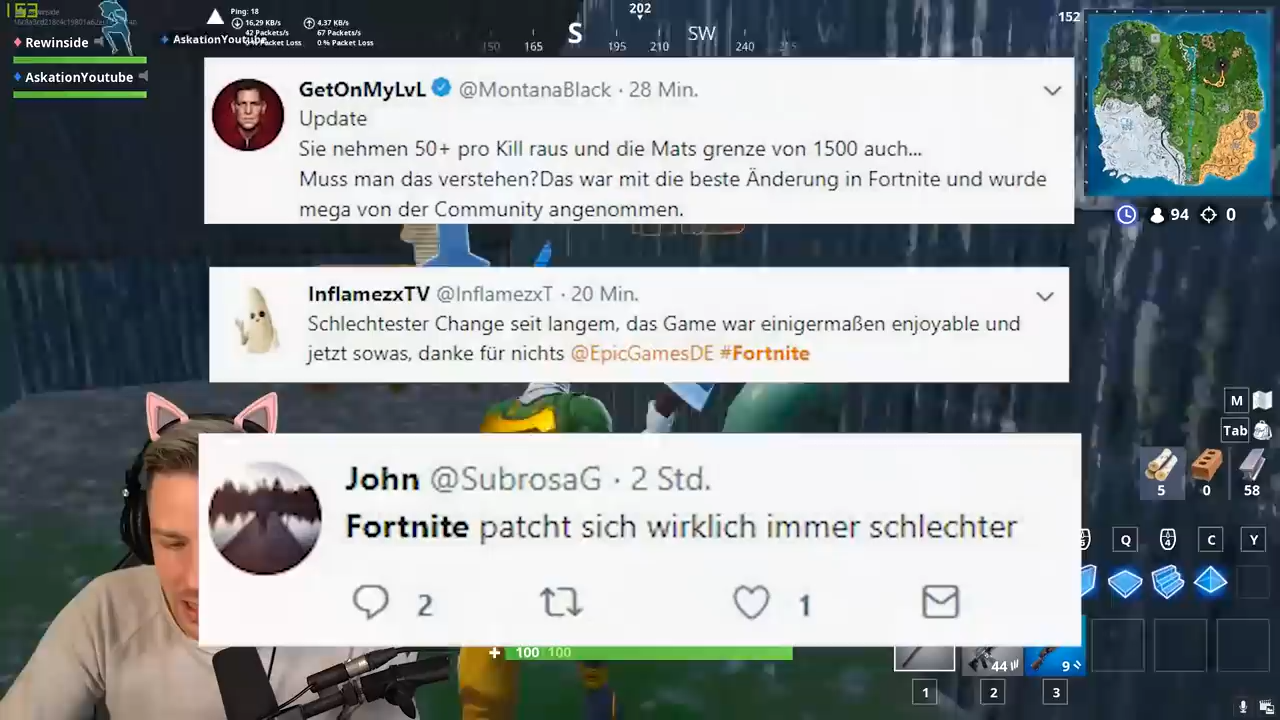 153
Ping: 18
16,29 KB/s
4.37 KB/s
42 Packets/s
67 Packets/s
0 % Packet Loss
0 % Packet Loss
Rewinside
AskationYoutube
AskationYoutube
202
150 165 S 195 210 SW 240 W
152
GetOnMyLvL @MontanaBlack · 28 Min.
Update
Sie nehmen 50+ pro Kill raus und die Mats grenze von 1500 auch...
Muss man das verstehen?Das war mit die beste Änderung in Fortnite und wurde
mega von der Community angenommen.
94 0
InflamezxTV @InflamezxT · 20 Min.
Schlechtester Change seit langem, das Game war einigermaßen enjoyable und
jetzt sowas, danke für nichts @EpicGamesDE #Fortnite
M
Tab
5 0 58
John @SubrosaG · 2 Std.
Fortnite patcht sich wirklich immer schlechter
2 1
Q 4 C Y
100 100
44 9
1 2 3